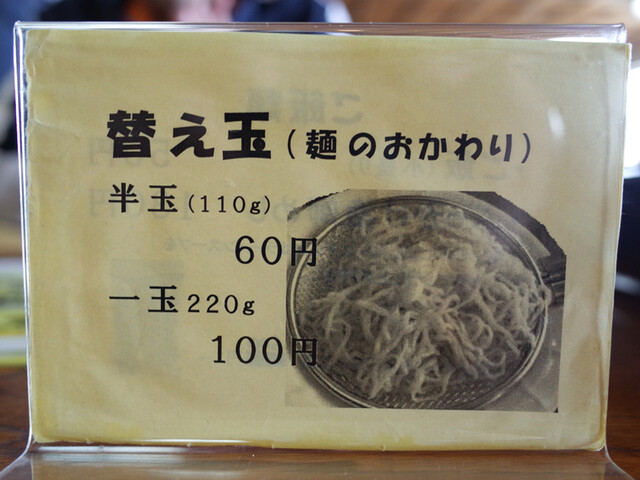 替え玉(麺のおかわり)
半玉(110g)
60円
一玉220g
100円